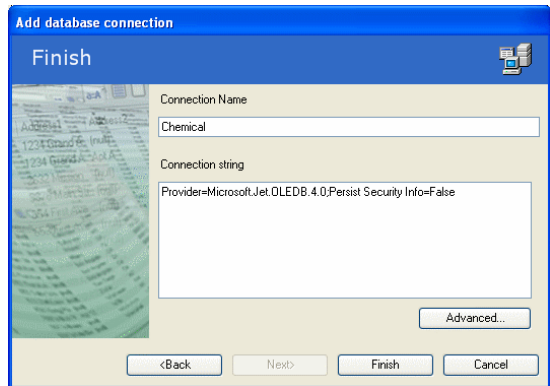 Add database connection
Finish
Connection Name
Chemical
Connection string
Provider=Microsoft.Jet.OLEDB.4.0;Persist Security Info=False
Advanced...
<Back Next> Finish Cancel